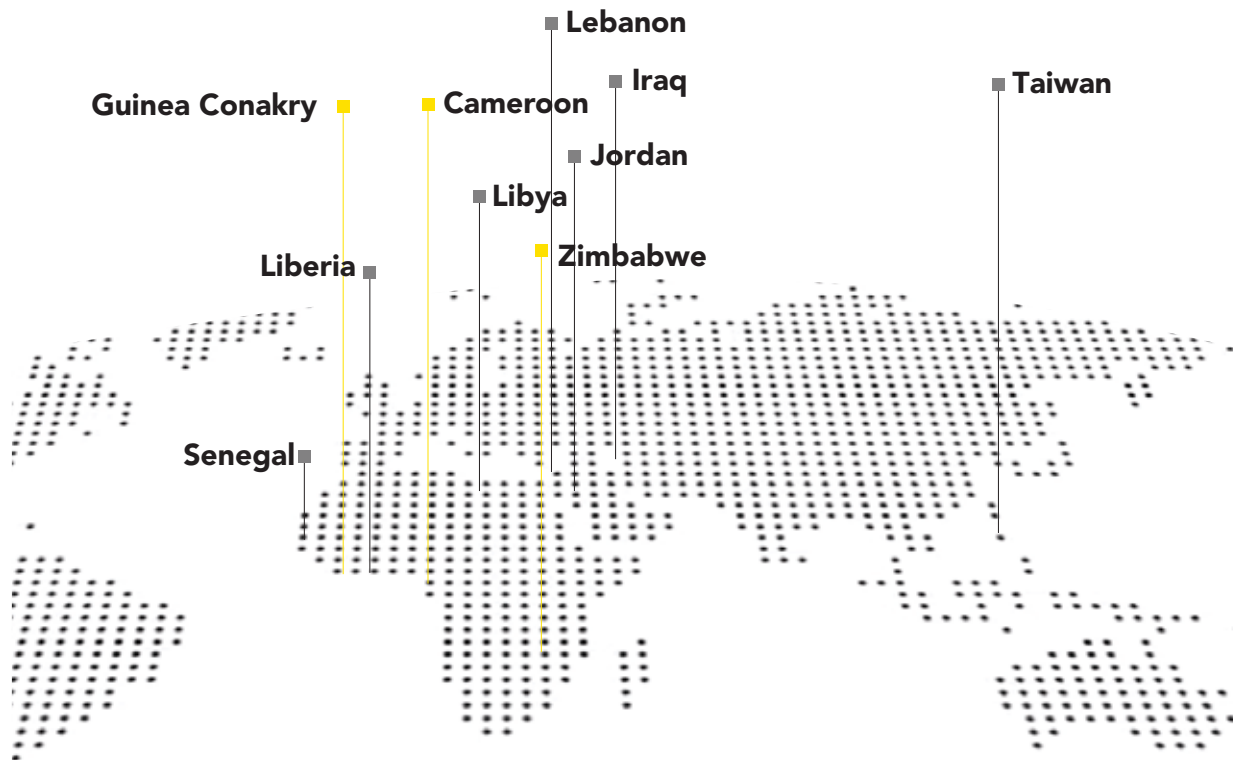 Lebanon
Iraq
Taiwan
Guinea Conakry
Cameroon
Jordan
Libya
Zimbabwe
Liberia
Senegal